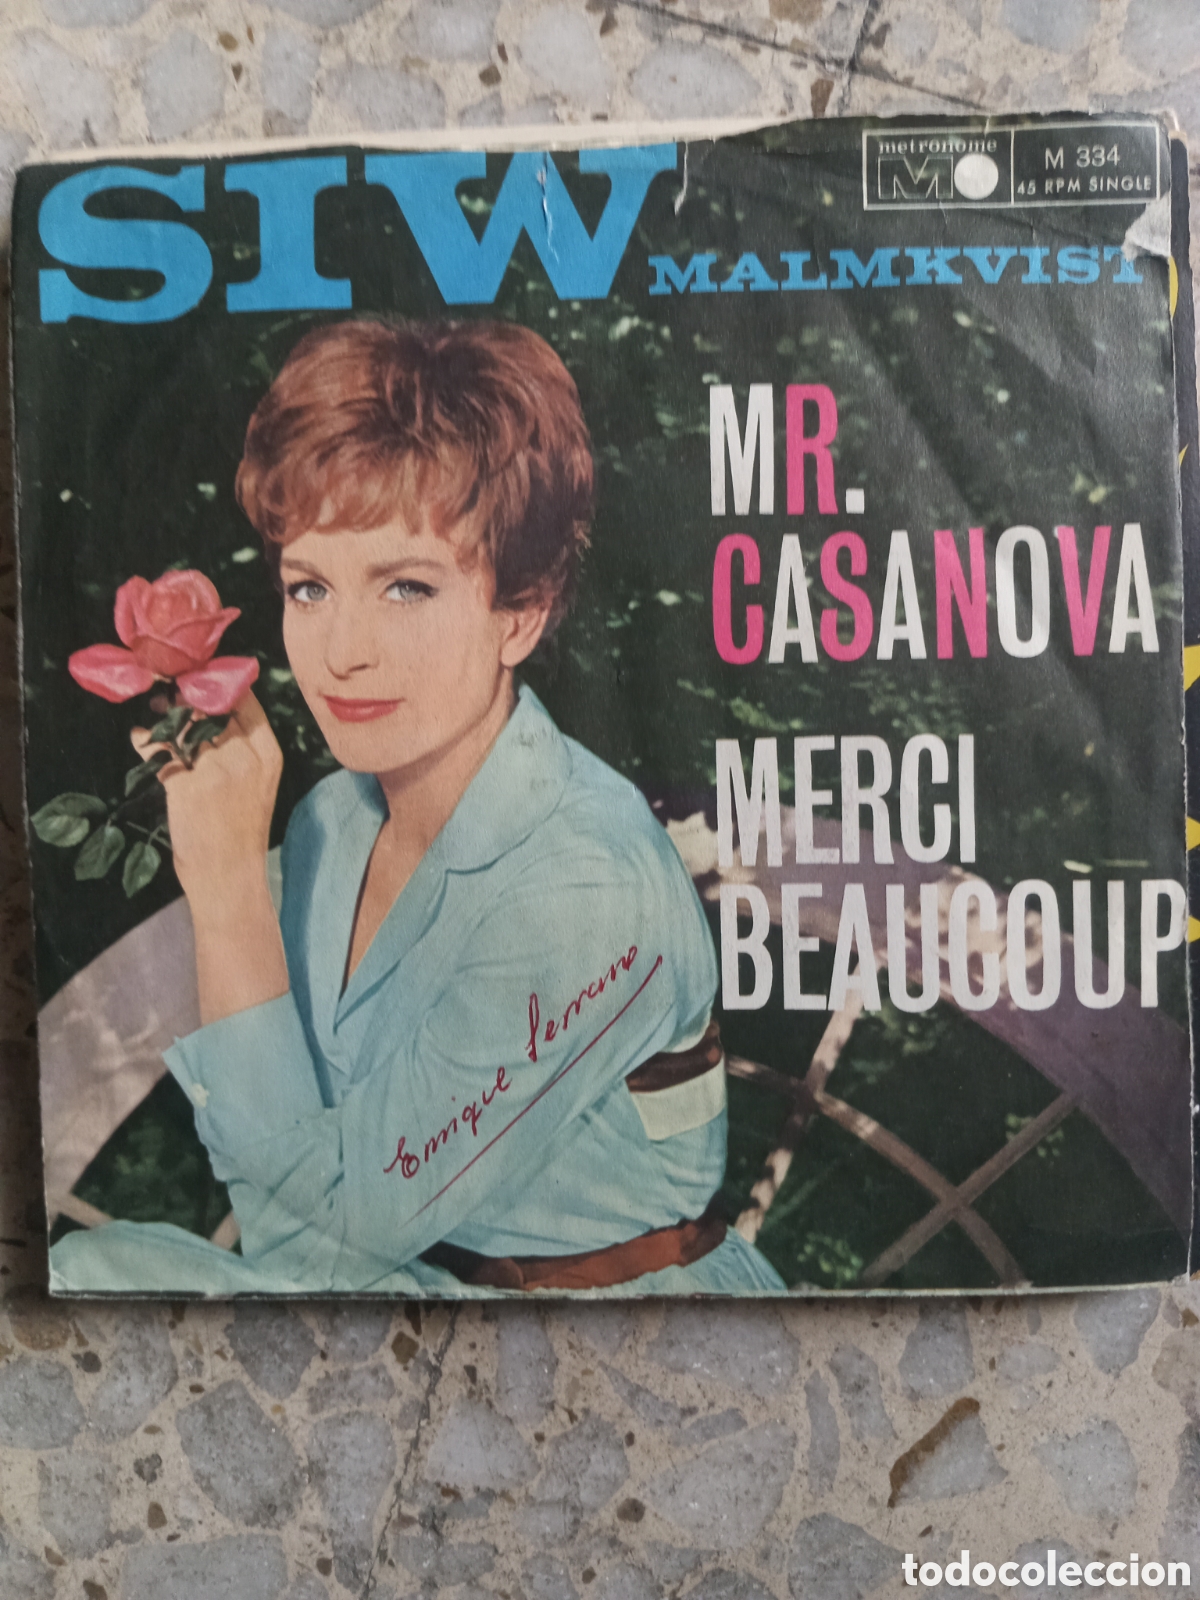 SIW
MALMKVIST
metronome
M
M 334
45 RPM SINGLE
MR.
CASANOVA
MERCI
BEAUCOUP
Enrique Serrano
todocoleccion